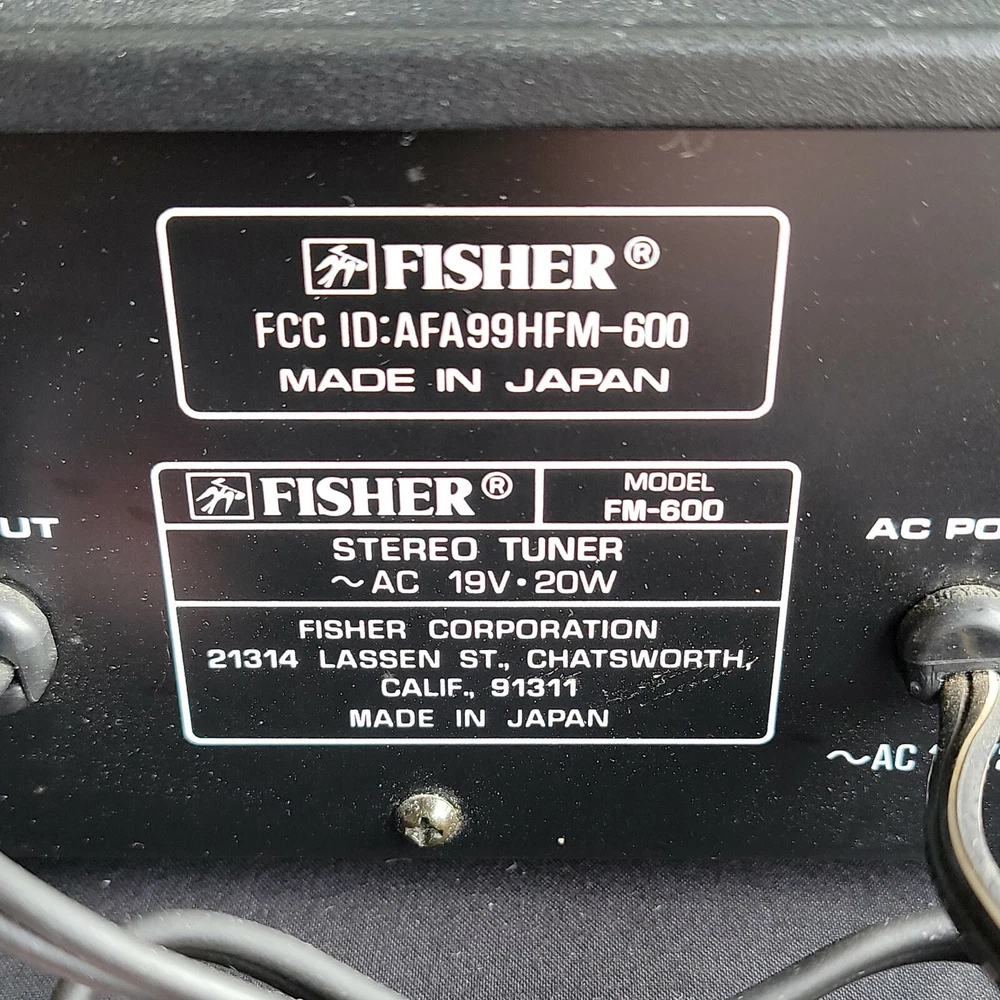 FISHER®
FCC ID:AFA99HFM-600
MADE IN JAPAN
FISHER®
MODEL
FM-600
STEREO TUNER
~AC 19V·20W
FISHER CORPORATION
21314 LASSEN ST., CHATSWORTH,
CALIF., 91311
MADE IN JAPAN
UT
AC PO
~AC